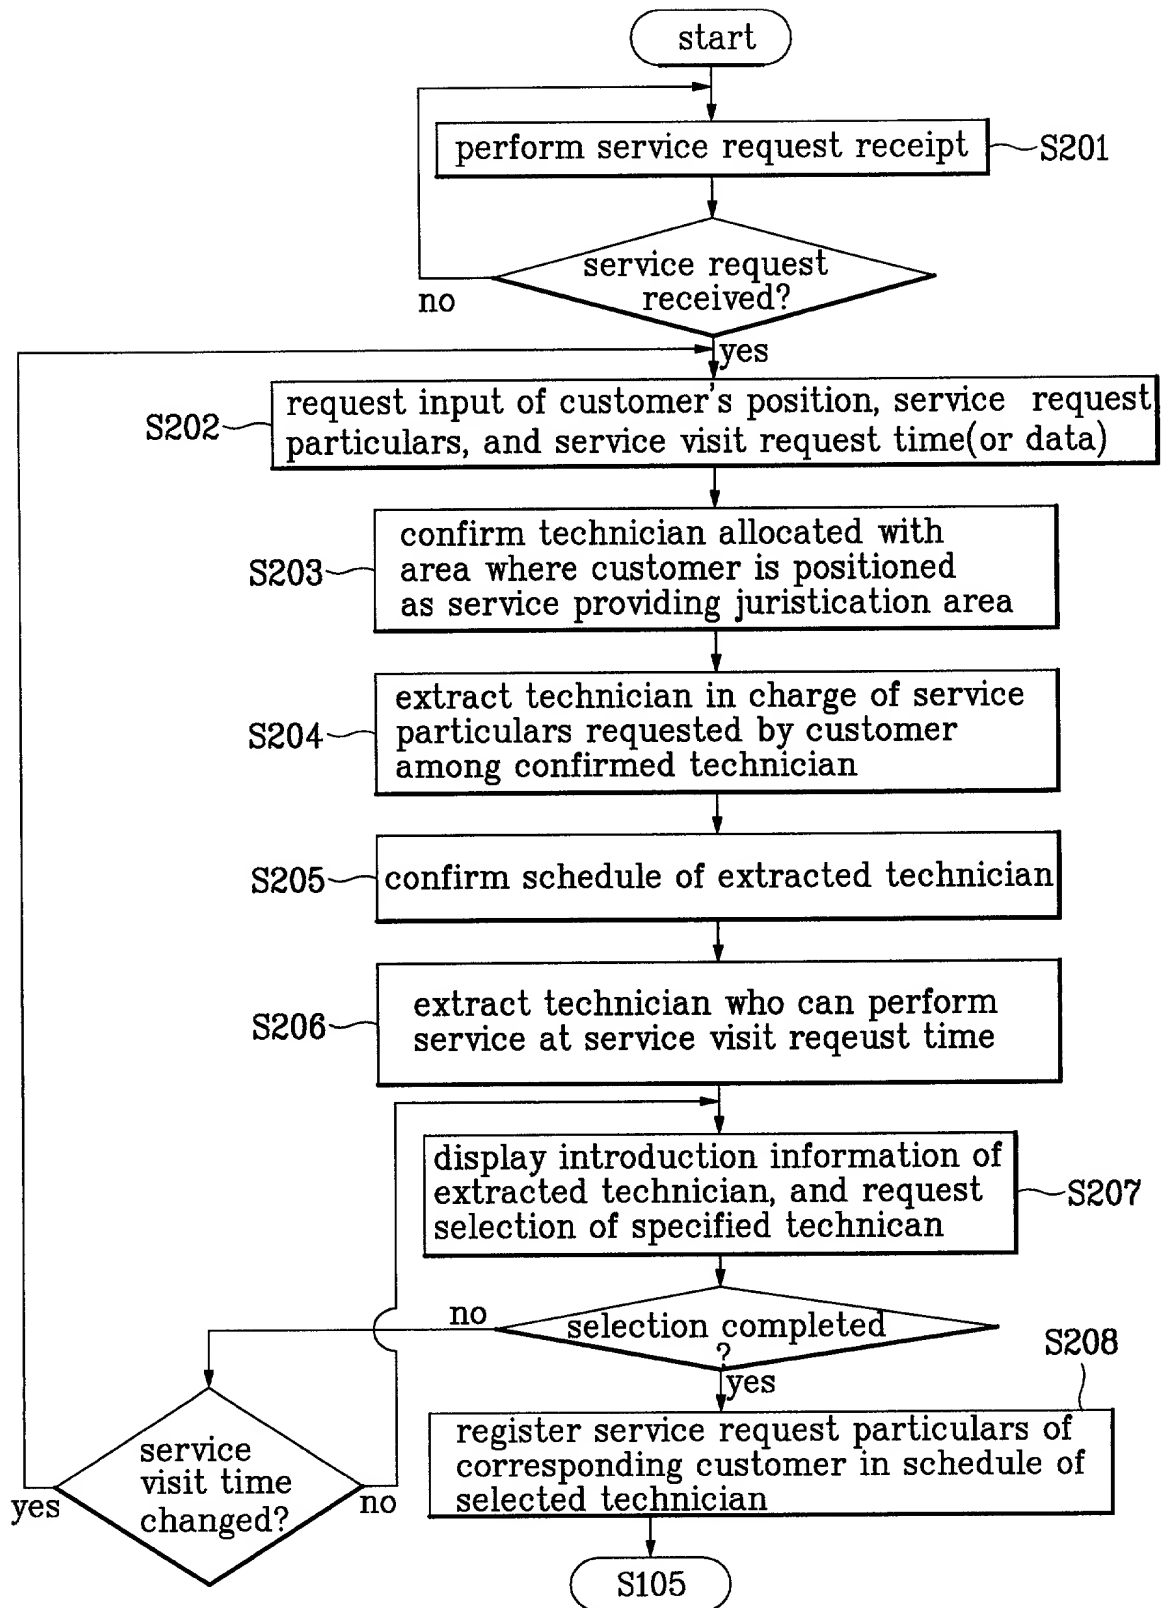 start
perform service request receipt
S201
service request
received?
no
yes
S202
request input of customer's position, service request
particulars, and service visit request time(or data)
S203
confirm technician allocated with
area where customer is positioned
as service providing juristication area
S204
extract technician in charge of service
particulars requested by customer
among confirmed technician
S205
confirm schedule of extracted technician
S206
extract technician who can perform
service at service visit reqeust time
display introduction information of
extracted technician, and request
selection of specified technican
S207
no
selection completed
?
yes
S208
service
visit time
changed?
yes
no
register service request particulars of
corresponding customer in schedule of
selected technician
S105